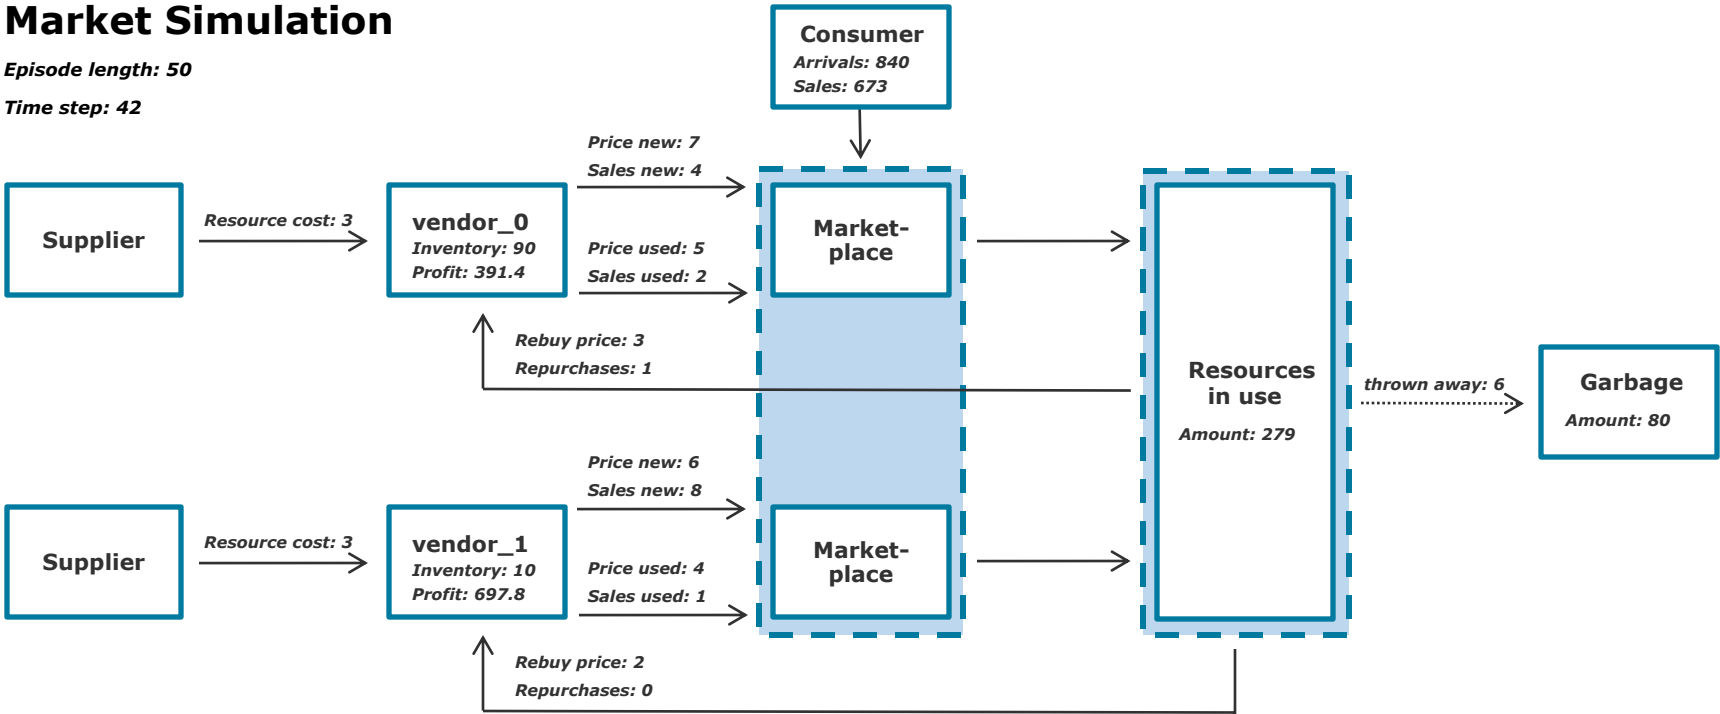 Market Simulation
Episode length: 50
Time step: 42
Consumer
Arrivals: 840
Sales: 673
Supplier
Resource cost: 3
vendor_0
Inventory: 90
Profit: 391.4
Price new: 7
Sales new: 4
Price used: 5
Sales used: 2
Market-
place
Rebuy price: 3
Repurchases: 1
Resources
in use
Amount: 279
thrown away: 6
Garbage
Amount: 80
Supplier
Resource cost: 3
vendor_1
Inventory: 10
Profit: 697.8
Price new: 6
Sales new: 8
Price used: 4
Sales used: 1
Market-
place
Rebuy price: 2
Repurchases: 0